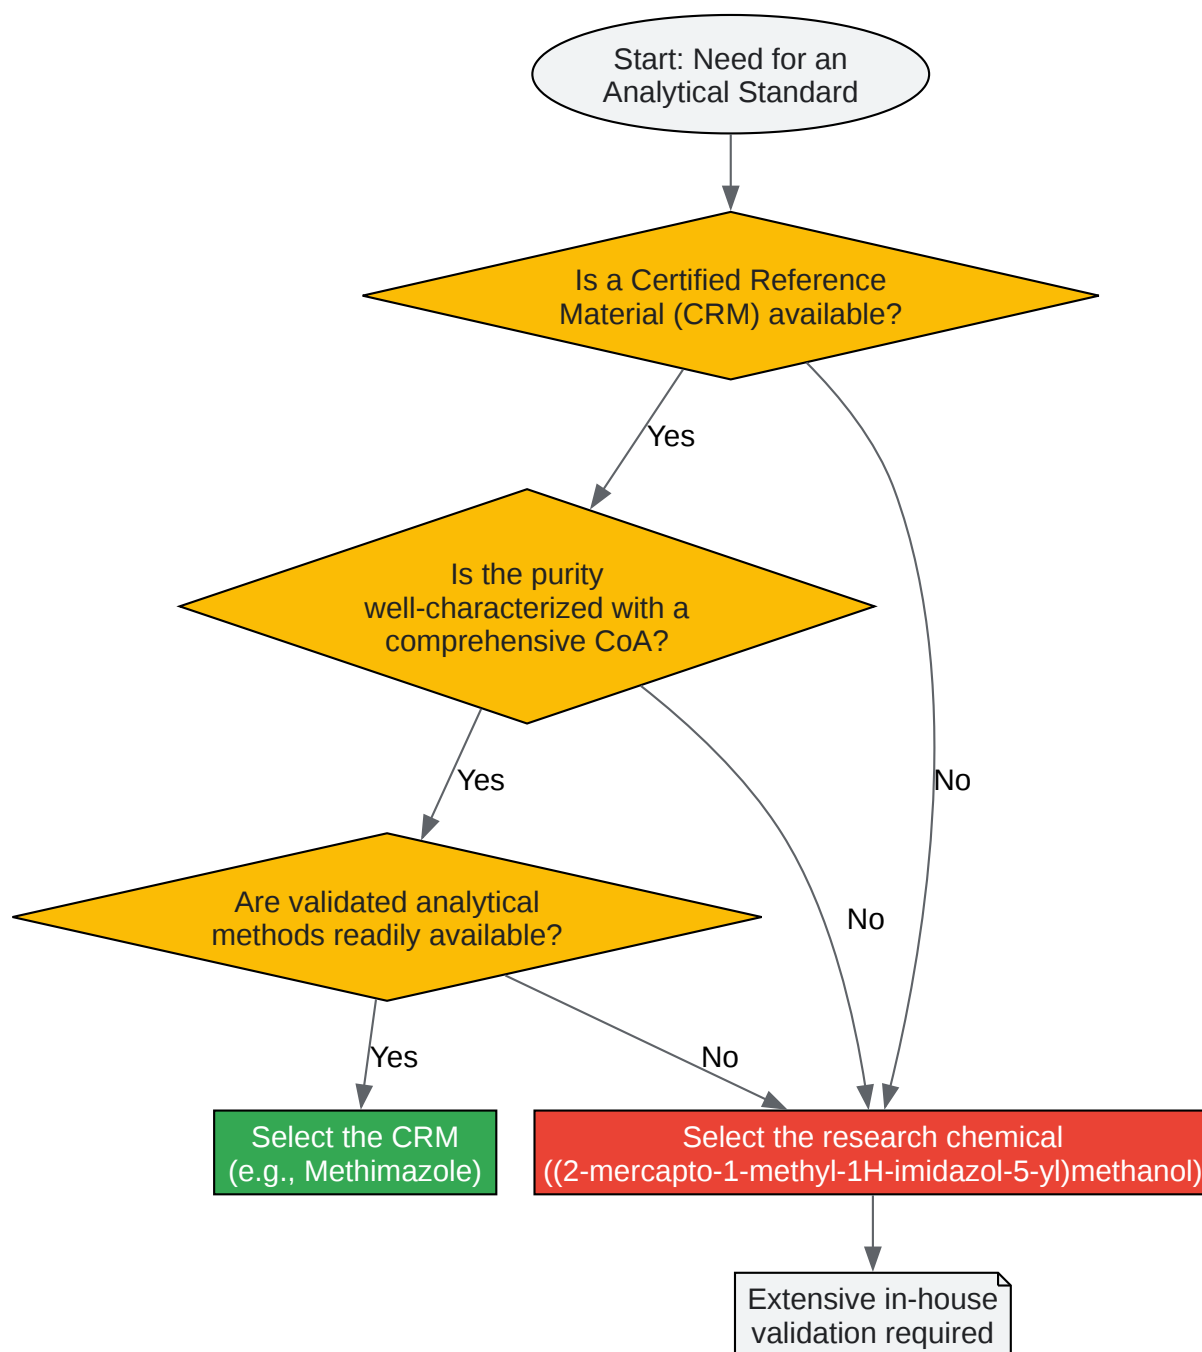 Start: Need for an
Analytical Standard
Is a Certified Reference
Material (CRM) available?
Yes
Is the purity
well-characterized with a
comprehensive CoA?
Yes
No
Are validated analytical
methods readily available?
No
Yes
No
Select the CRM
(e.g., Methimazole)
Select the research chemical
((2-mercapto-1-methyl-1H-imidazol-5-yl)methanol)
Extensive in-house
validation required